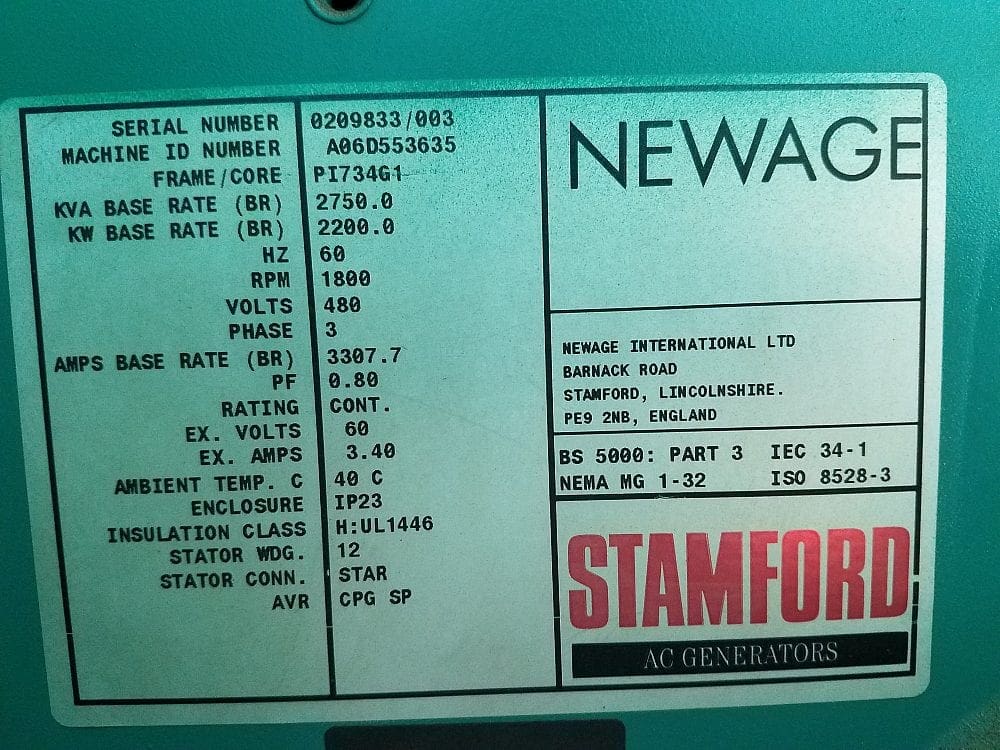 SERIAL NUMBER 0209833/003
MACHINE ID NUMBER A06D553635
FRAME/CORE PI734G1
KVA BASE RATE (BR) 2750.0
KW BASE RATE (BR) 2200.0
HZ 60
RPM 1800
VOLTS 480
PHASE 3
AMPS BASE RATE (BR) 3307.7
PF 0.80
RATING CONT.
EX. VOLTS 60
EX. AMPS 3.40
AMBIENT TEMP. C 40 C
ENCLOSURE IP23
INSULATION CLASS H:UL1446
STATOR WDG. 12
STATOR CONN. STAR
AVR CPG SP
NEWAGE
NEWAGE INTERNATIONAL LTD
BARNACK ROAD
STAMFORD, LINCOLNSHIRE.
PE9 2NB, ENGLAND
BS 5000: PART 3 IEC 34-1
NEMA MG 1-32 ISO 8528-3
STAMFORD
AC GENERATORS